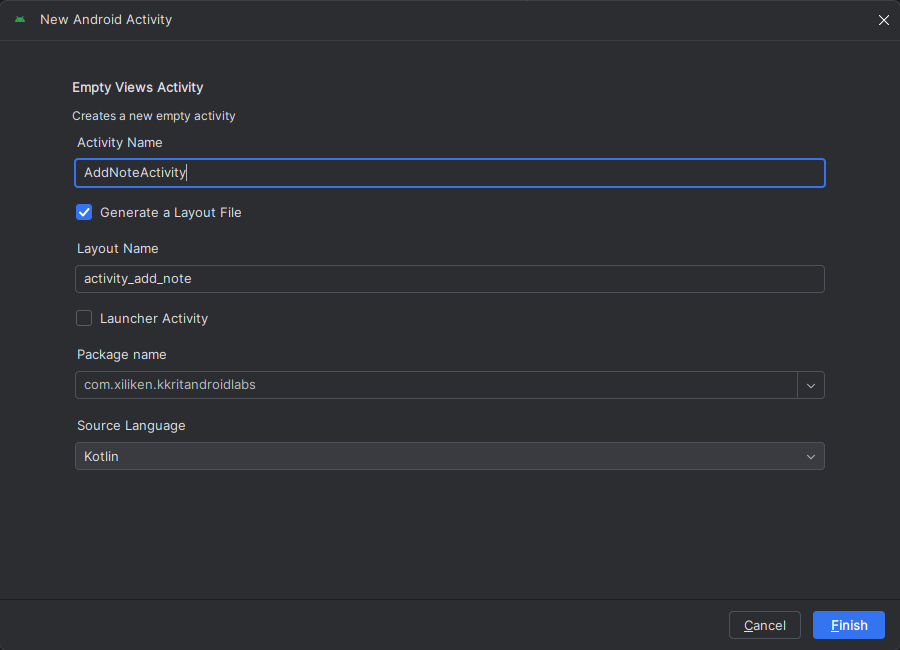 New Android Activity
Empty Views Activity
Creates a new empty activity
Activity Name
AddNoteActivity
Generate a Layout File
Layout Name
activity_add_note
Launcher Activity
Package name
com.xiliken.kkritandroidlabs
Source Language
Kotlin
Cancel
Finish